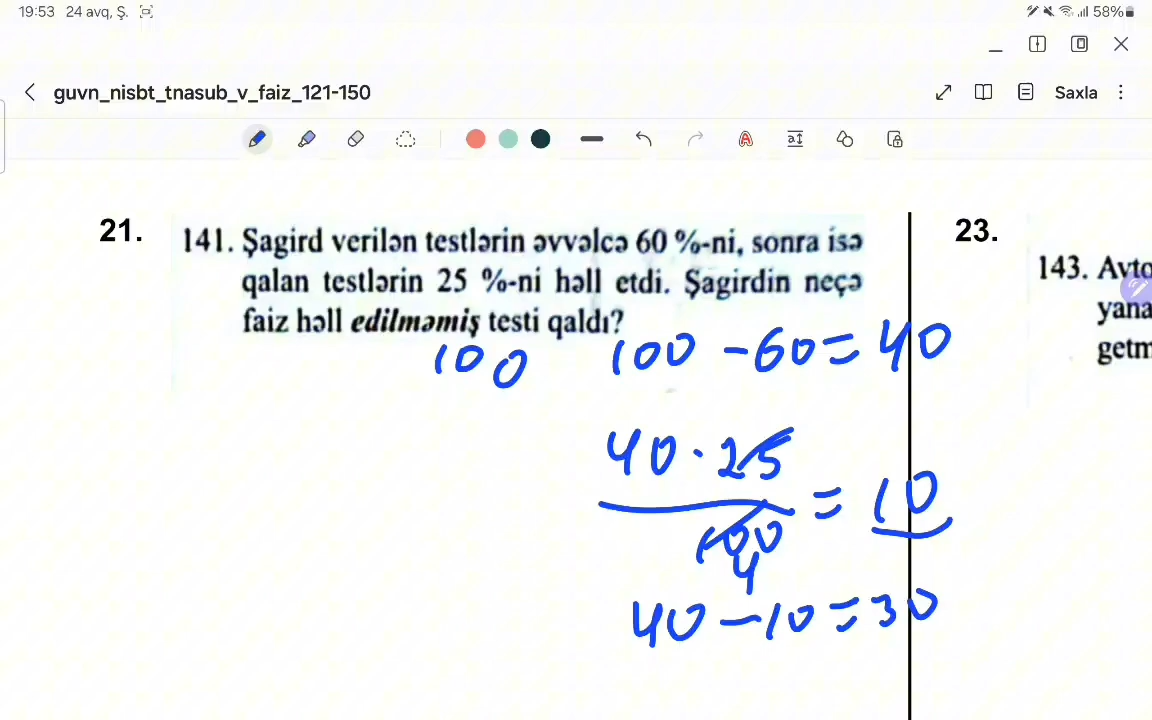 19:53 24 avq, Ş. 58%
guvn_nisbt_tnasub_v_faiz_121-150 Saxla
21.
141. Şagird verilən testlərin əvvəlcə 60 %-ni, sonra isə
qalan testlərin 25 %-ni həll etdi. Şagirdin neçə
faiz həll edilməmiş testi qaldı?
100
100 - 60 = 40
40 · 25
100
4
= 10
40 - 10 = 30
23.
143. Avto
yana
getm